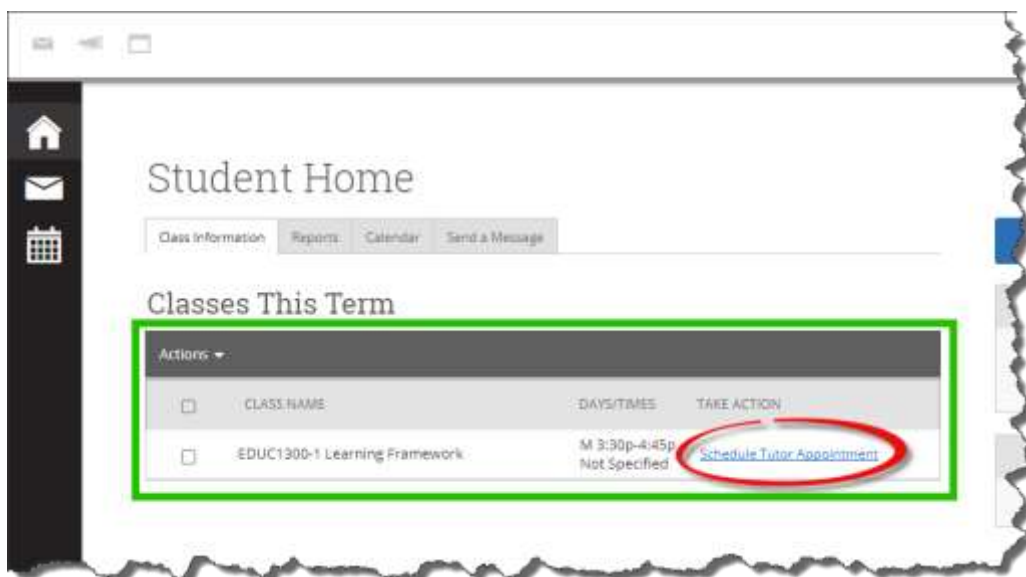 Student Home
Class Information Reports Calendar Send a Message
Classes This Term
Actions
CLASS NAME DAYS/TIMES TAKE ACTION
EDUC1300-1 Learning Framework M 3:30p-4:45p Schedule Tutor Appointment
Not Specified